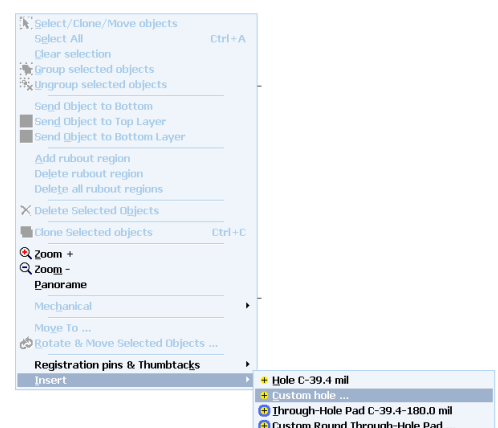 Select/Clone/Move objects
Select All Ctrl+A
Clear selection
Group selected objects
Ungroup selected objects
Send Object to Bottom
Send Object to Top Layer
Send Object to Bottom Layer
Add rubout region
Delete rubout region
Delete all rubout regions
Delete Selected Objects
Clone Selected objects Ctrl+C
Zoom +
Zoom -
Panorame
Mechanical
Move To ...
Rotate & Move Selected Objects ...
Registration pins & Thumbtacks
Insert
Hole C-39.4 mil
Custom hole ...
Through-Hole Pad C-39.4-180.0 mil
Custom Round Through-Hole Pad ...